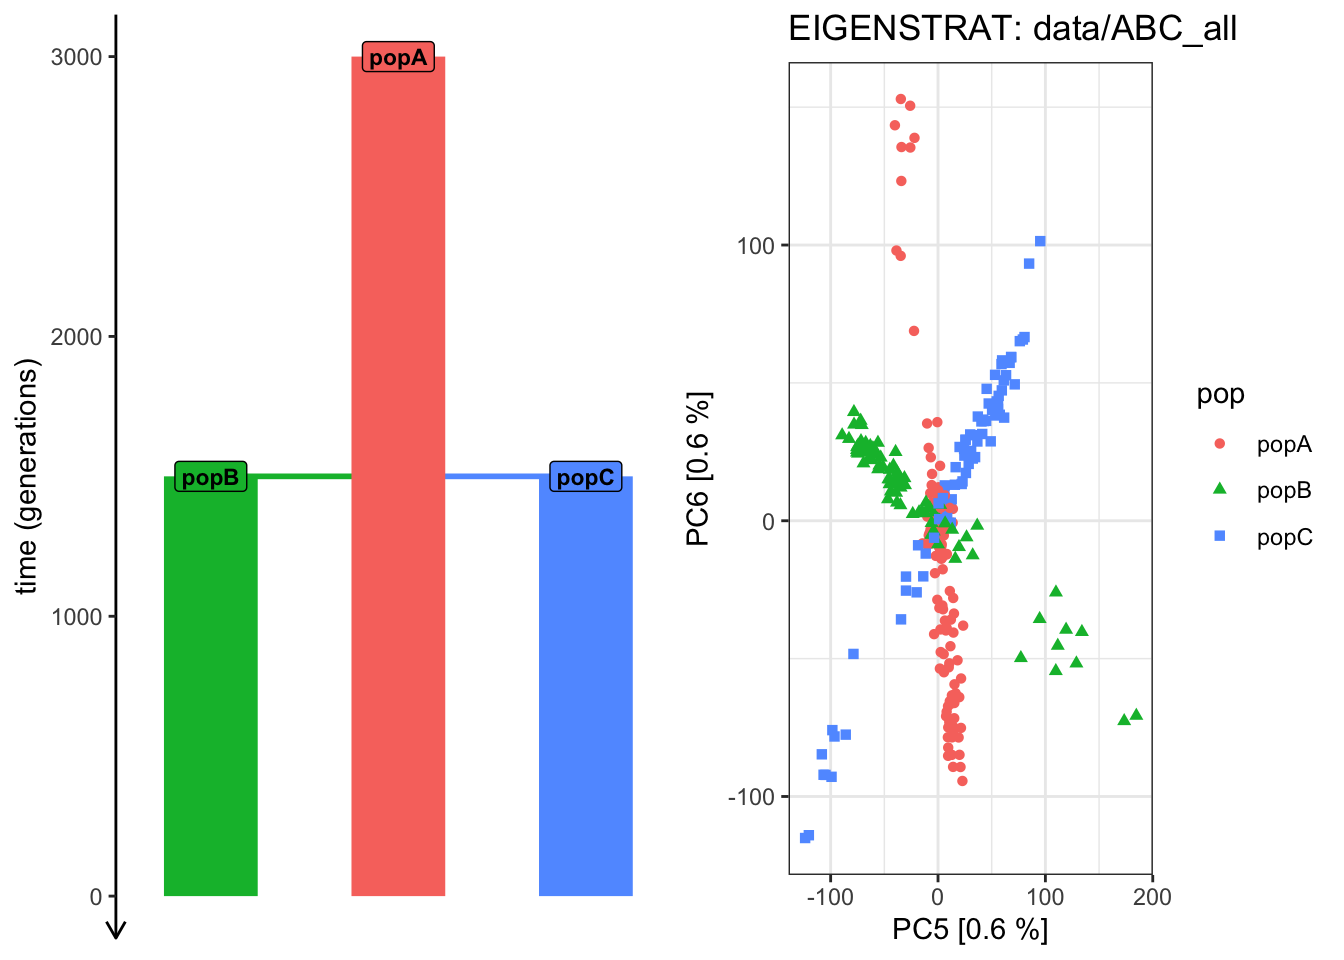 time (generations)
3000
2000
1000
0
popA
popB
popC
EIGENSTRAT: data/ABC_all
PC6 [0.6 %]
100
0
-100
-100
0
100
200
PC5 [0.6 %]
pop
popA
popB
popC